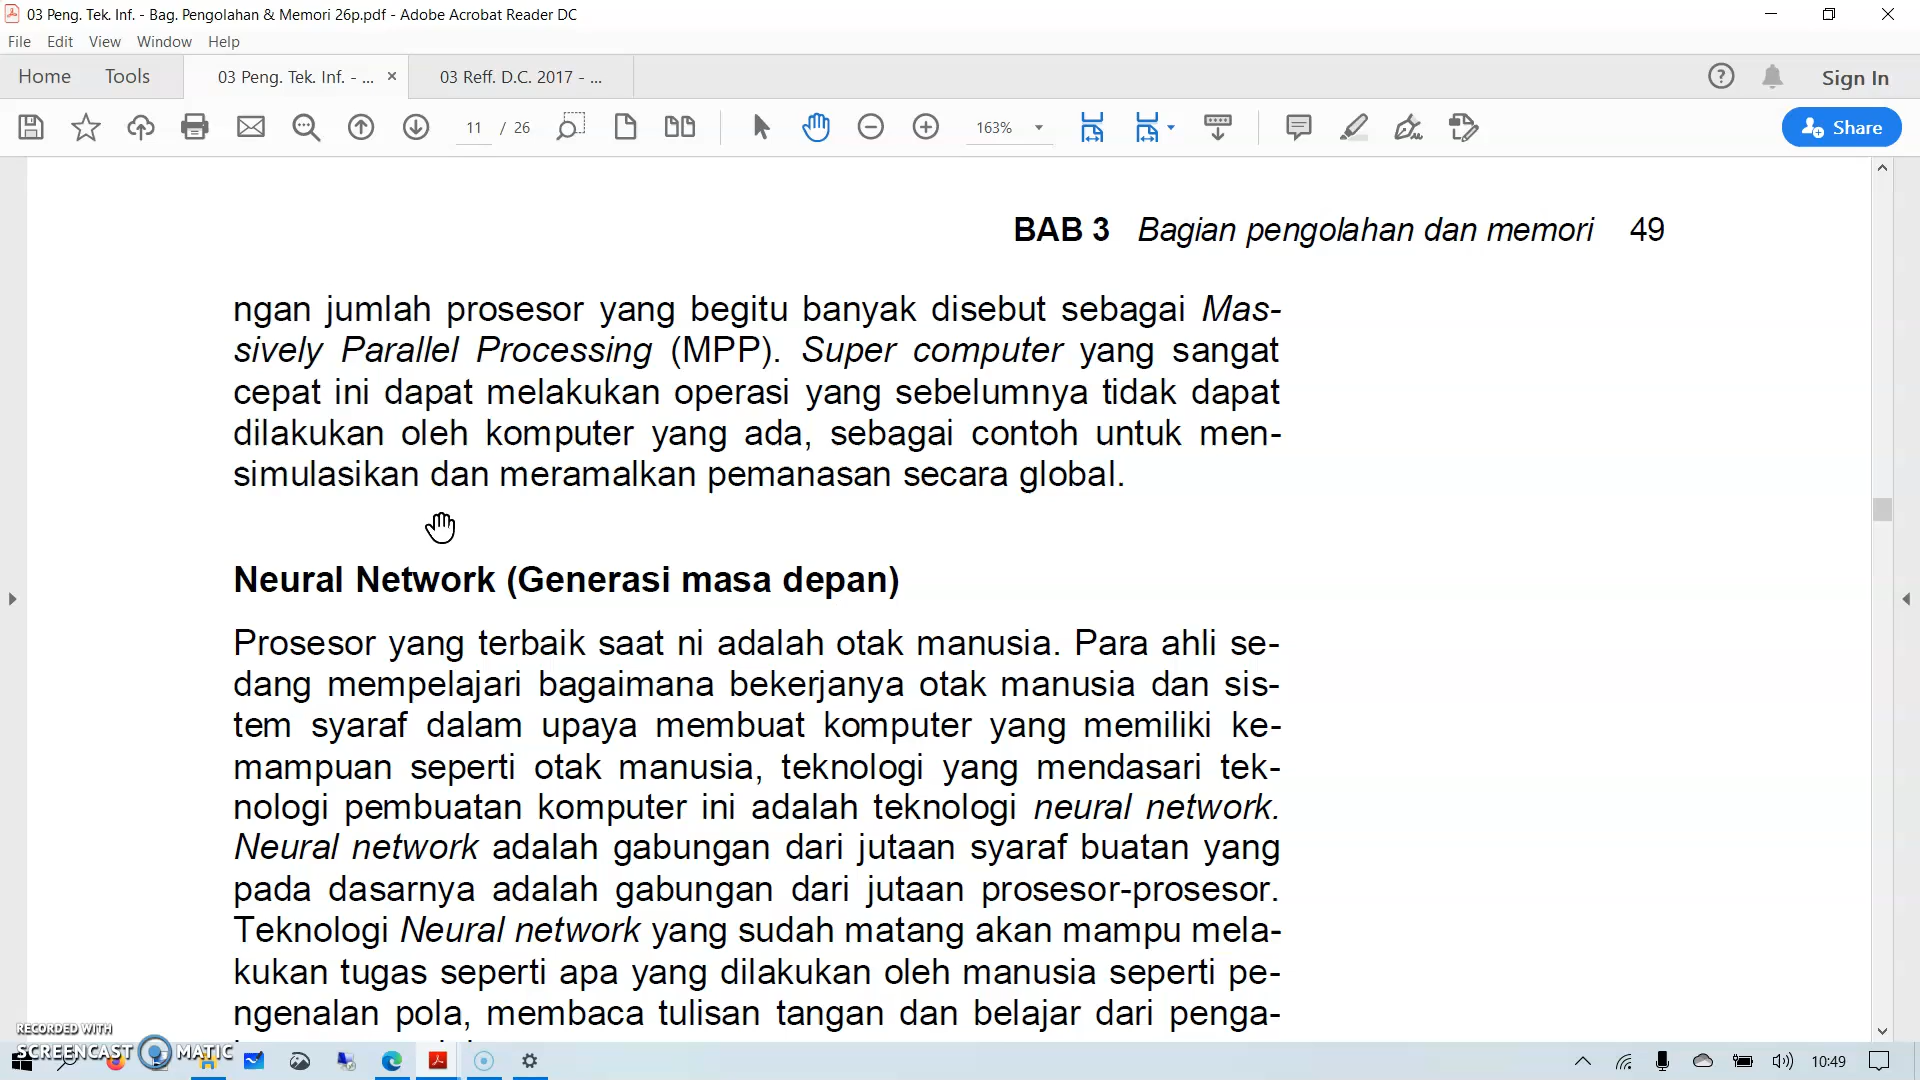 03 Peng. Tek. Inf. - Bag. Pengolahan & Memori 26p.pdf - Adobe Acrobat Reader DC
File Edit View Window Help
Home Tools 03 Peng. Tek. Inf. - ... 03 Reff. D.C. 2017 - ... Sign In
11 / 26 163% Share
BAB 3 Bagian pengolahan dan memori 49
ngan jumlah prosesor yang begitu banyak disebut sebagai Mas-
sively Parallel Processing (MPP). Super computer yang sangat
cepat ini dapat melakukan operasi yang sebelumnya tidak dapat
dilakukan oleh komputer yang ada, sebagai contoh untuk men-
simulasikan dan meramalkan pemanasan secara global.
Neural Network (Generasi masa depan)
Prosesor yang terbaik saat ni adalah otak manusia. Para ahli se-
dang mempelajari bagaimana bekerjanya otak manusia dan sis-
tem syaraf dalam upaya membuat komputer yang memiliki ke-
mampuan seperti otak manusia, teknologi yang mendasari tek-
nologi pembuatan komputer ini adalah teknologi neural network.
Neural network adalah gabungan dari jutaan syaraf buatan yang
pada dasarnya adalah gabungan dari jutaan prosesor-prosesor.
Teknologi Neural network yang sudah matang akan mampu mela-
kukan tugas seperti apa yang dilakukan oleh manusia seperti pe-
ngenalan pola, membaca tulisan tangan dan belajar dari penga-
RECORDED WITH
SCREENCAST MATIC
10:49